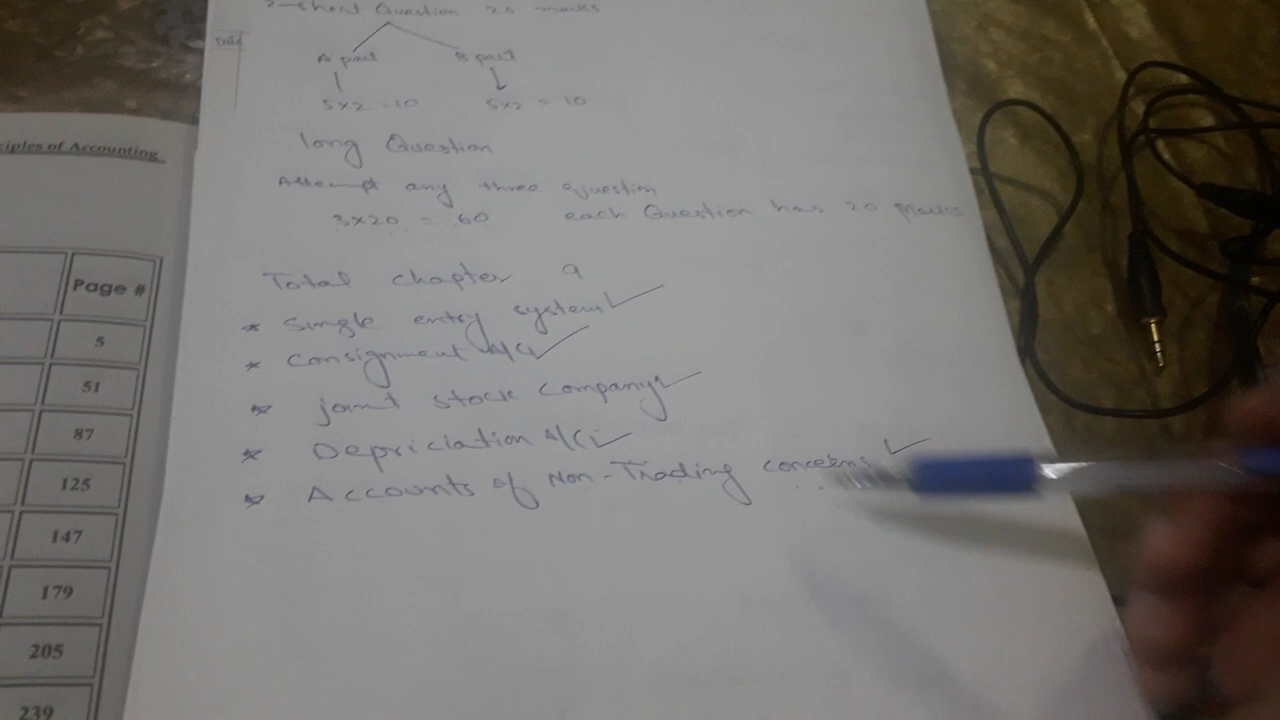 2-short Question 20 marks
A part B part
5x2 = 10 5x2 = 10
long Question
Attempt any three question
3x20 = 60 each Question has 20 marks
Total chapter 9
* Single entry system
* Consignment A/C
* joint stock Company
* Depriciation A/C
* Accounts of Non-Trading concerns
ciples of Accounting
Page #
5
51
87
125
147
179
205
239